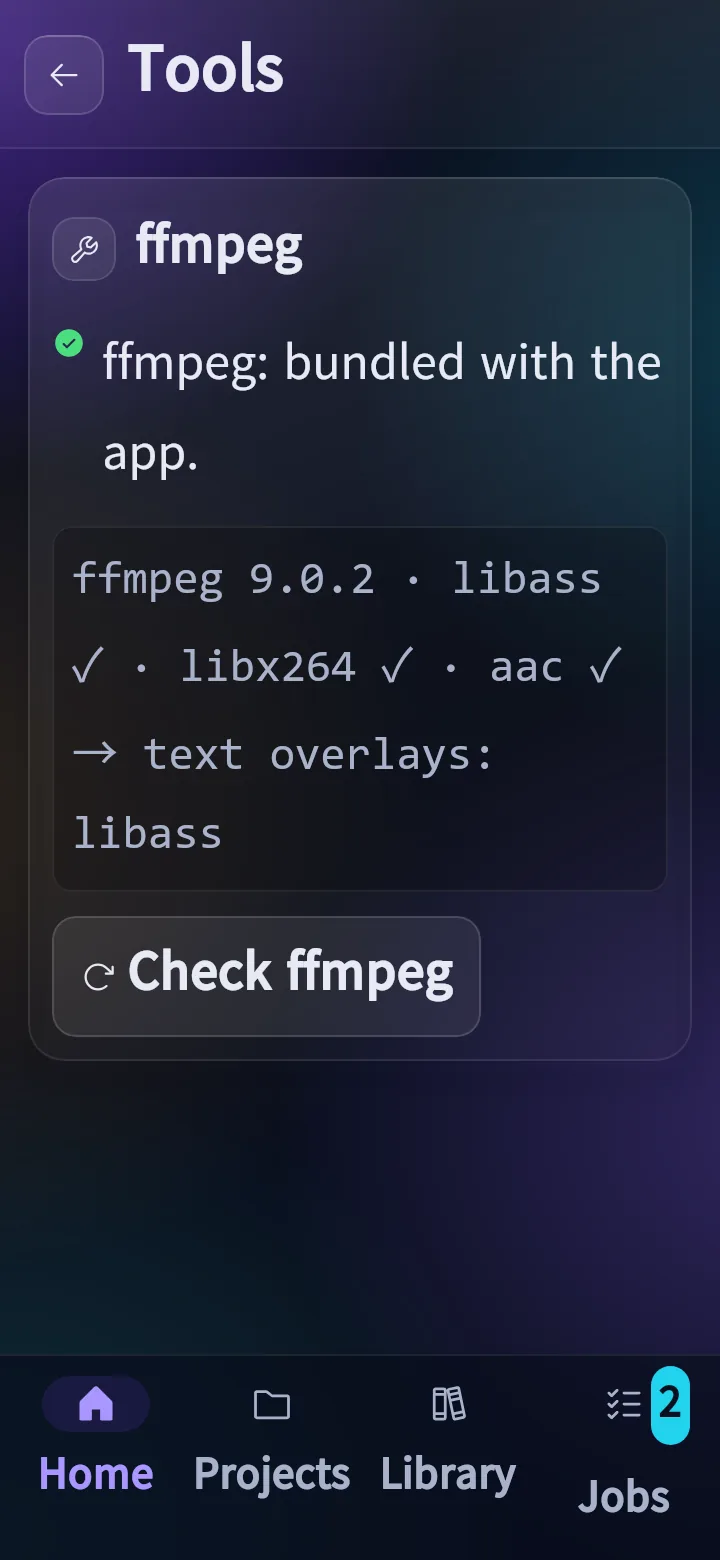 Tools
ffmpeg
ffmpeg: bundled with the
app.
ffmpeg 9.0.2 · libass
✓ · libx264 ✓ · aac ✓
→ text overlays:
libass
Check ffmpeg
2
Home
Projects
Library
Jobs